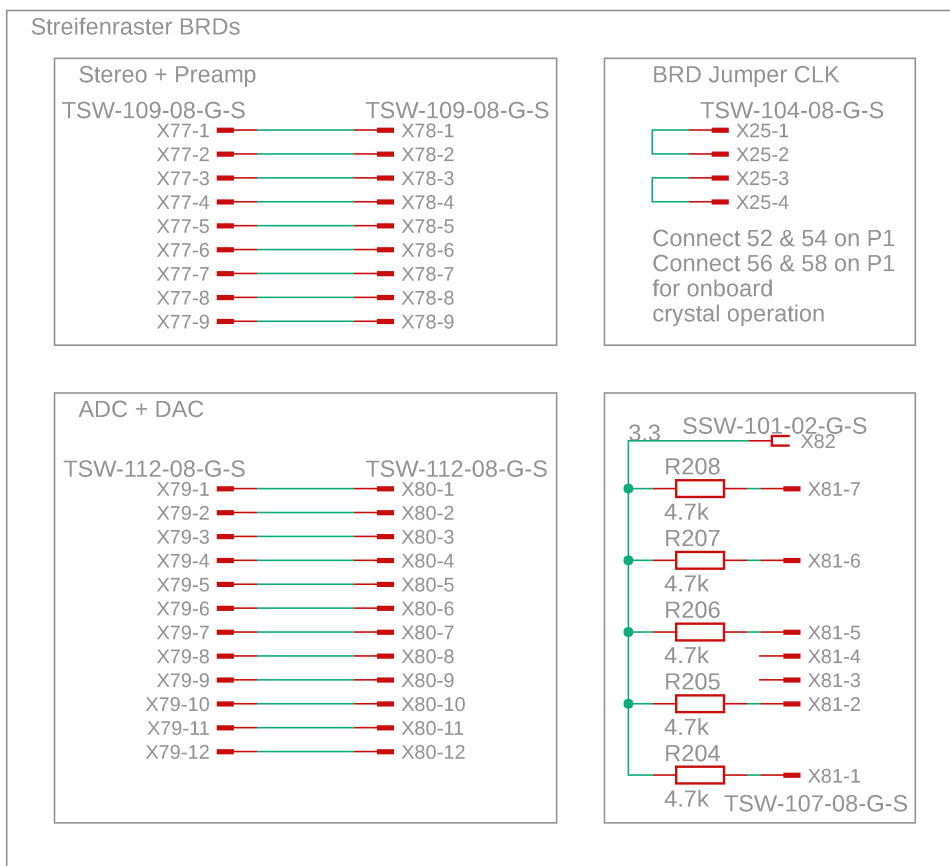 Streifenraster BRDs
Stereo + Preamp
TSW-109-08-G-S TSW-109-08-G-S
X77-1 X78-1
X77-2 X78-2
X77-3 X78-3
X77-4 X78-4
X77-5 X78-5
X77-6 X78-6
X77-7 X78-7
X77-8 X78-8
X77-9 X78-9
BRD Jumper CLK
TSW-104-08-G-S
X25-1
X25-2
X25-3
X25-4
Connect 52 & 54 on P1
Connect 56 & 58 on P1
for onboard
crystal operation
ADC + DAC
TSW-112-08-G-S TSW-112-08-G-S
X79-1 X80-1
X79-2 X80-2
X79-3 X80-3
X79-4 X80-4
X79-5 X80-5
X79-6 X80-6
X79-7 X80-7
X79-8 X80-8
X79-9 X80-9
X79-10 X80-10
X79-11 X80-11
X79-12 X80-12
3.3 SSW-101-02-G-S
X82
R208
X81-7
4.7k
R207
X81-6
4.7k
R206
X81-5
4.7k X81-4
X81-3
R205
X81-2
4.7k
R204
X81-1
4.7k TSW-107-08-G-S